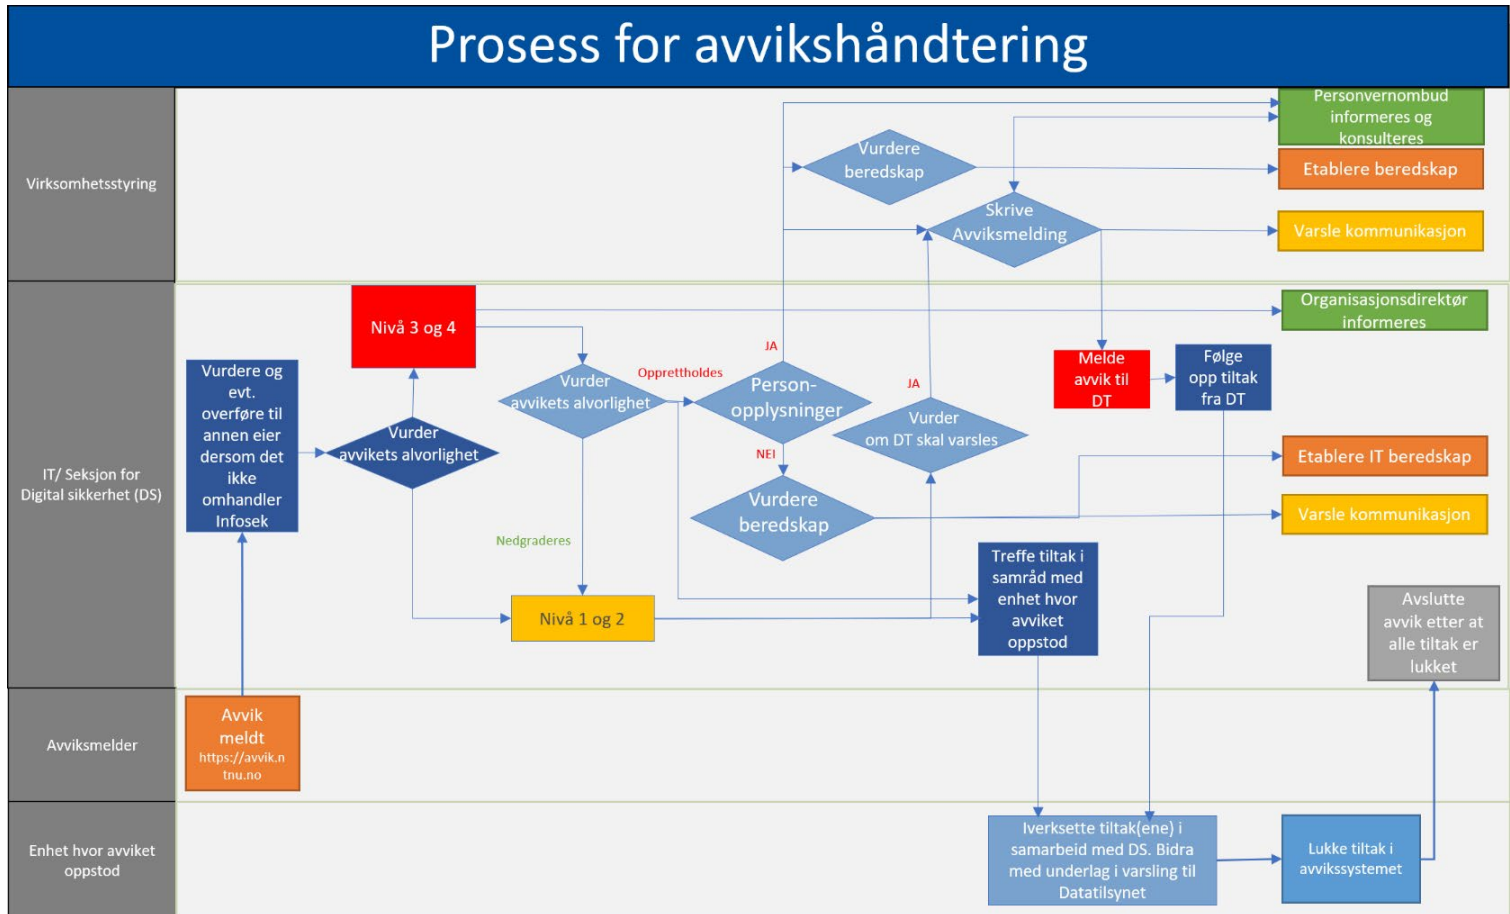 Prosess for avvikshåndtering
Virksomhetsstyring
Vurdere
beredskap
Skrive
Avviksmelding
Personvernombud
informeres og
konsulteres
Etablere beredskap
Varsle kommunikasjon
IT/ Seksjon for
Digital sikkerhet (DS)
Vurdere og
evt.
overføre til
annen eier
dersom det
ikke
omhandler
Infosek
Nivå 3 og 4
Vurder
avvikets alvorlighet
Vurder
avvikets alvorlighet
Opprettholdes
Nedgraderes
Nivå 1 og 2
JA
Person-
opplysninger
NEI
Vurdere
beredskap
JA
Vurder
om DT skal varsles
Melde
avvik til
DT
Følge
opp tiltak
fra DT
Treffe tiltak i
samråd med
enhet hvor
avviket
oppstod
Organisasjonsdirektør
informeres
Etablere IT beredskap
Varsle kommunikasjon
Avslutte
avvik etter at
alle tiltak er
lukket
Avviksmelder
Avvik
meldt
https://avvik.n
tnu.no
Enhet hvor avviket
oppstod
Iverksette tiltak(ene) i
samarbeid med DS. Bidra
med underlag i varsling til
Datatilsynet
Lukke tiltak i
avvikssystemet